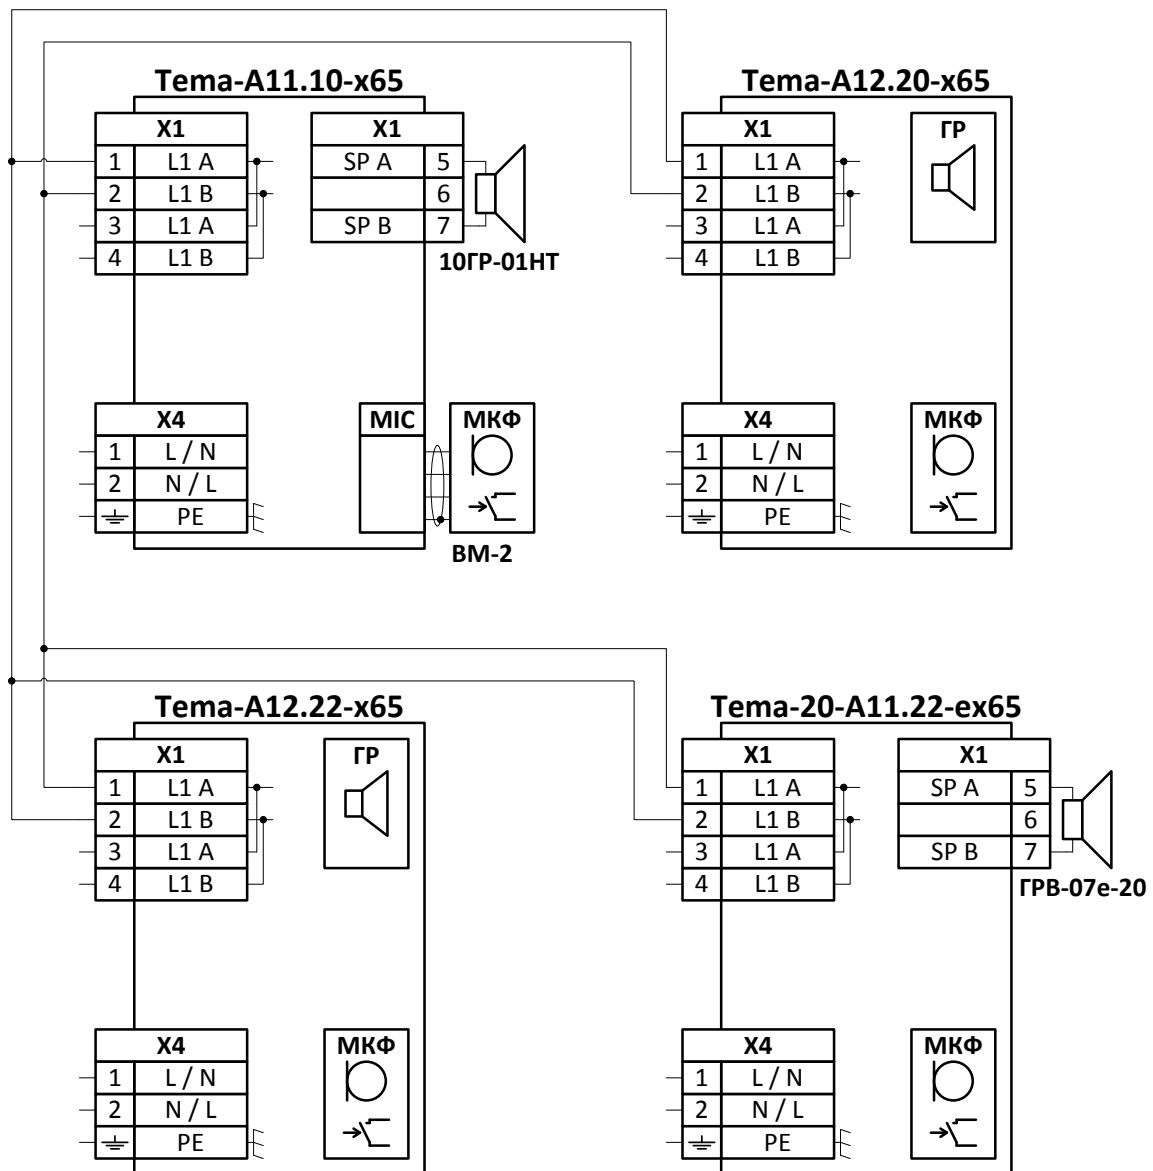 Tema-A11.10-x65
X1
1 L1 A
2 L1 B
3 L1 A
4 L1 B
X1
SP A 5
6
SP B 7
10ГР-01НТ
X4
1 L / N
2 N / L
PE
MIC
МКФ
ВМ-2
Tema-A12.20-x65
X1
1 L1 A
2 L1 B
3 L1 A
4 L1 B
ГР
X4
1 L / N
2 N / L
PE
МКФ
Tema-A12.22-x65
X1
1 L1 A
2 L1 B
3 L1 A
4 L1 B
ГР
X4
1 L / N
2 N / L
PE
МКФ
Tema-20-A11.22-ex65
X1
1 L1 A
2 L1 B
3 L1 A
4 L1 B
X1
SP A 5
6
SP B 7
ГРВ-07е-20
X4
1 L / N
2 N / L
PE
МКФ